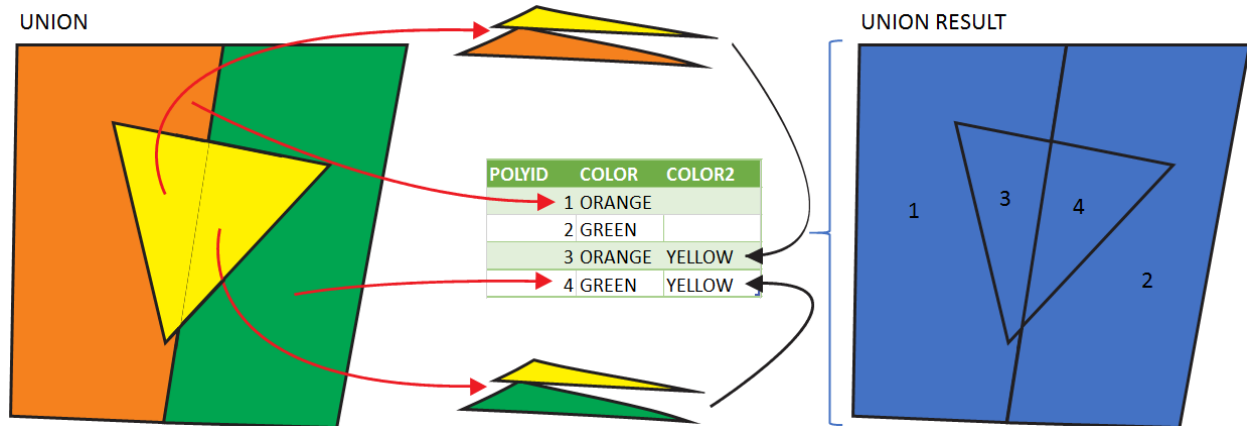 UNION
UNION RESULT
POLYID COLOR COLOR2
1 ORANGE
2 GREEN
3 ORANGE YELLOW
4 GREEN YELLOW
1
3
4
2